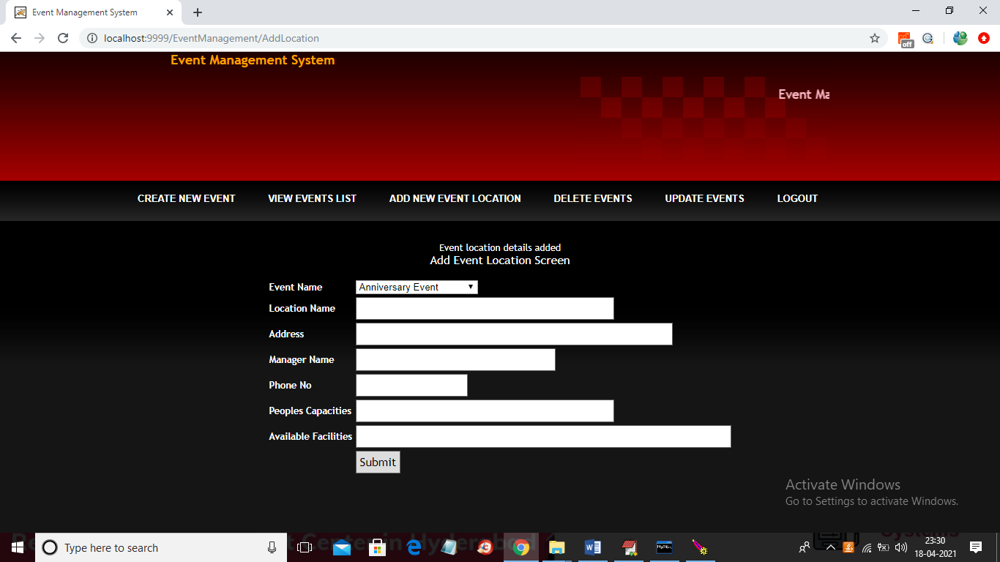 Event Management System
localhost:9999/EventManagement/AddLocation
off
Event Management System
Event Ma
CREATE NEW EVENT VIEW EVENTS LIST ADD NEW EVENT LOCATION DELETE EVENTS UPDATE EVENTS LOGOUT
Event location details added
Add Event Location Screen
Event Name Anniversary Event
Location Name
Address
Manager Name
Phone No
Peoples Capacities
Available Facilities
Submit
Activate Windows
Go to Settings to activate Windows.
Systems
Center in Hyderabad
Type here to search
MySQL
23:30
18-04-2021